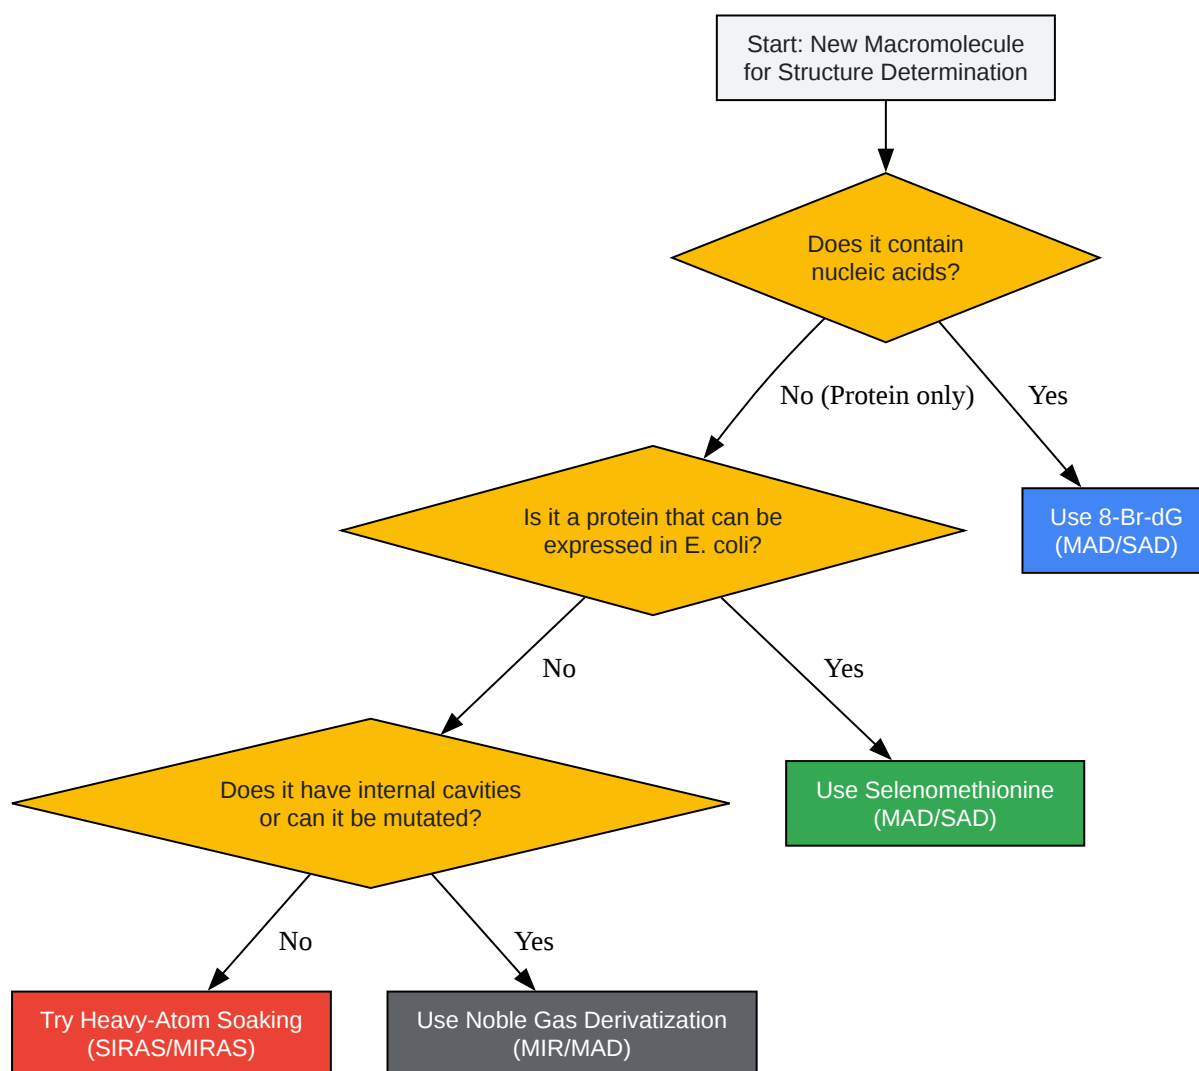 Start: New Macromolecule
for Structure Determination
Does it contain
nucleic acids?
No (Protein only)
Yes
Is it a protein that can be
expressed in E. coli?
Use 8-Br-dG
(MAD/SAD)
No
Yes
Does it have internal cavities
or can it be mutated?
Use Selenomethionine
(MAD/SAD)
No
Yes
Try Heavy-Atom Soaking
(SIRAS/MIRAS)
Use Noble Gas Derivatization
(MIR/MAD)